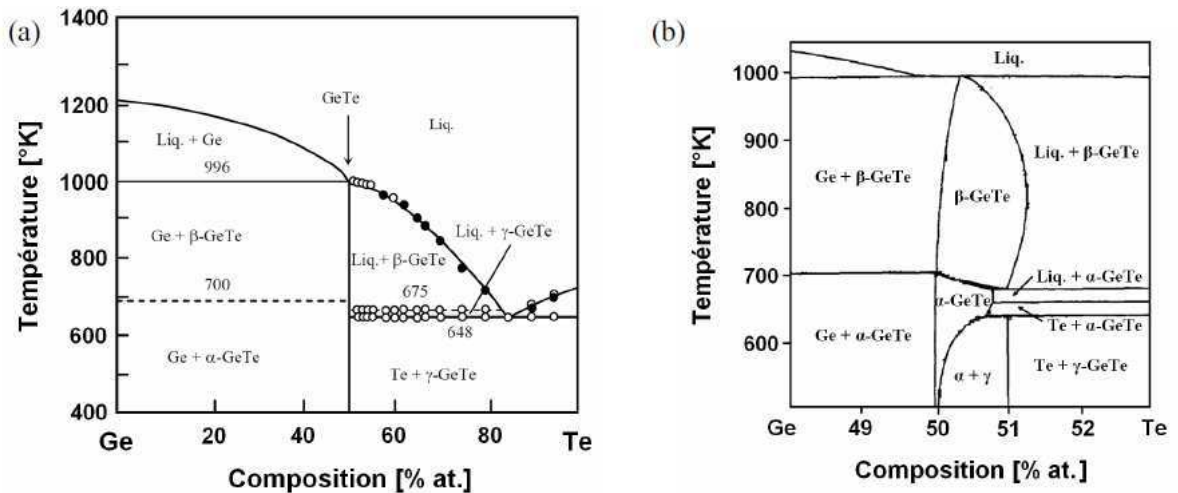 (a)
1400
1200
1000
800
600
400
Température [°K]
GeTe
Liq.
Liq. + Ge
996
Ge + β-GeTe
Liq. + γ-GeTe
Liq.+ β-GeTe
700
675
648
Ge + α-GeTe
Te + γ-GeTe
Ge
20
40
60
80
Te
Composition [% at.]
(b)
1000
900
800
700
600
Température [°K]
Liq.
Liq. + β-GeTe
Ge + β-GeTe
β-GeTe
Liq. + α-GeTe
α-GeTe
Te + α-GeTe
Ge + α-GeTe
Te + γ-GeTe
α + γ
Ge
49
50
51
52
Te
Composition [% at.]